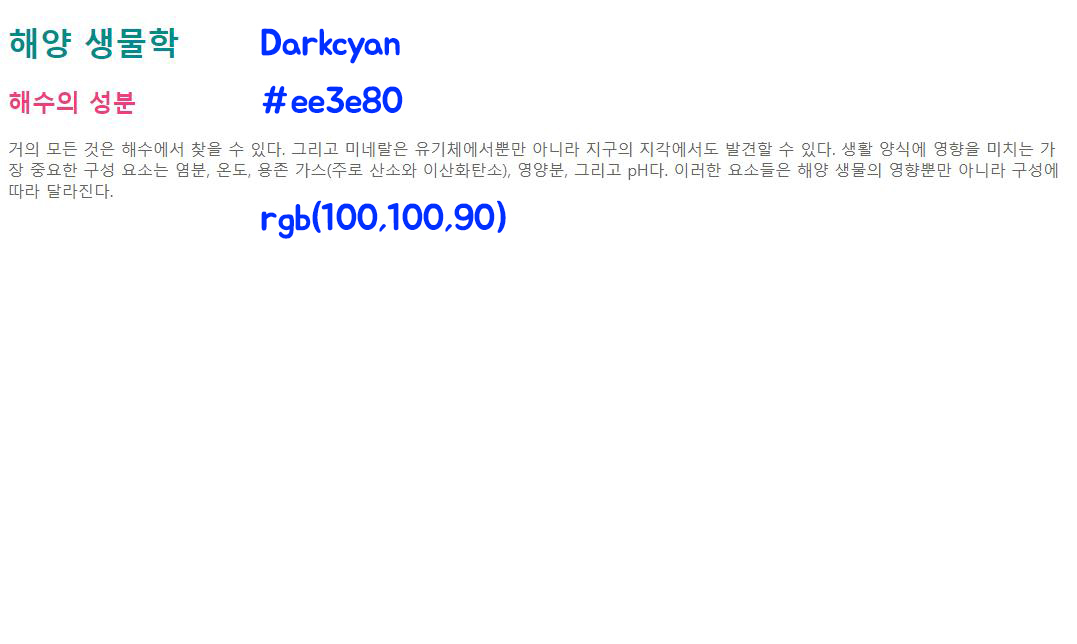 해양 생물학 Darkcyan
해수의 성분 #ee3e80
거의 모든 것은 해수에서 찾을 수 있다. 그리고 미네랄은 유기체에서뿐만 아니라 지구의 지각에서도 발견할 수 있다. 생활 양식에 영향을 미치는 가
장 중요한 구성 요소는 염분, 온도, 용존 가스(주로 산소와 이산화탄소), 영양분, 그리고 pH다. 이러한 요소들은 해양 생물의 영향뿐만 아니라 구성에
따라 달라진다.
rgb(100,100,90)